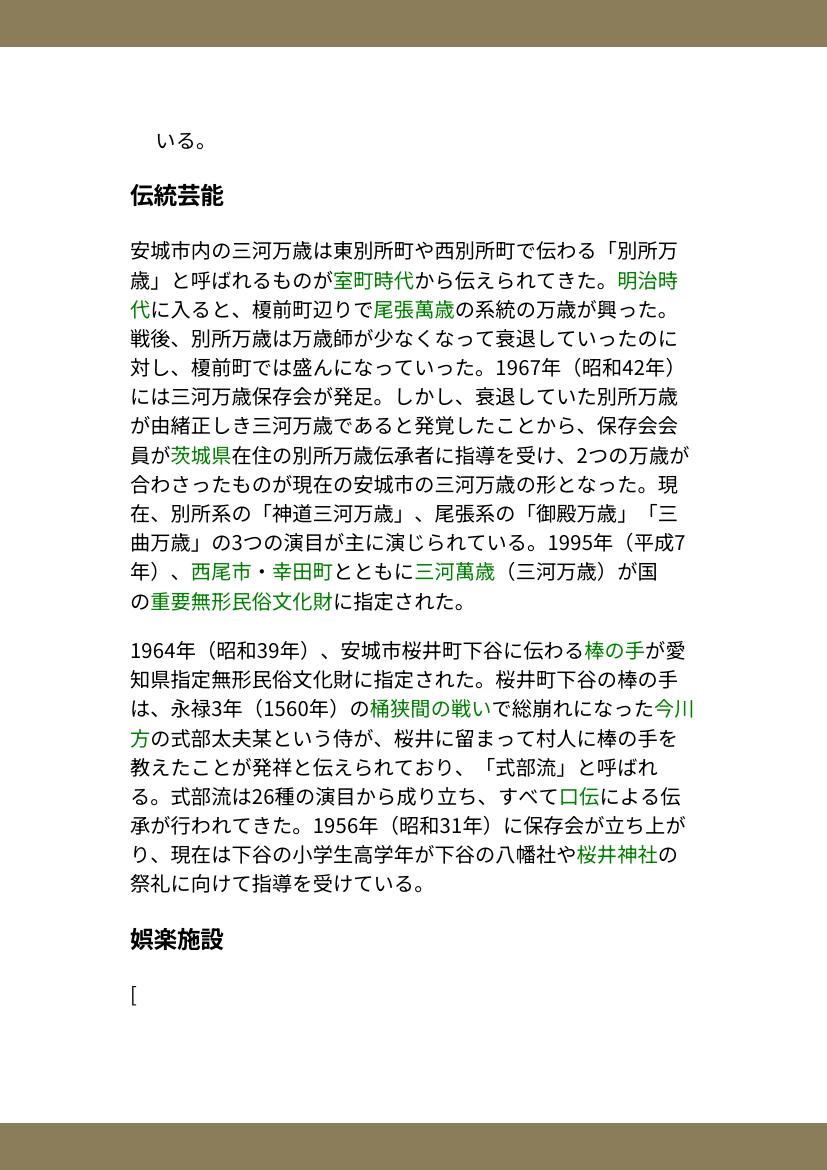 いる。
伝統芸能
安城市内の三河万歳は東別所町や西別所町で伝わる「別所万
歳」と呼ばれるものが室町時代から伝えられてきた。明治時
代に入ると、榎前町辺りで尾張萬歳の系統の万歳が興った。
戦後、別所万歳は万歳師が少なくなって衰退していったのに
対し、榎前町では盛んになっていった。1967年（昭和42年）
には三河万歳保存会が発足。しかし、衰退していた別所万歳
が由緒正しき三河万歳であると発覚したことから、保存会会
員が茨城県在住の別所万歳伝承者に指導を受け、2つの万歳が
合わさったものが現在の安城市の三河万歳の形となった。現
在、別所系の「神道三河万歳」、尾張系の「御殿万歳」「三
曲万歳」の3つの演目が主に演じられている。1995年（平成7
年）、西尾市・幸田町とともに三河萬歳（三河万歳）が国
の重要無形民俗文化財に指定された。
1964年（昭和39年）、安城市桜井町下谷に伝わる棒の手が愛
知県指定無形民俗文化財に指定された。桜井町下谷の棒の手
は、永禄3年（1560年）の桶狭間の戦いで総崩れになった今川
方の式部太夫某という侍が、桜井に留まって村人に棒の手を
教えたことが発祥と伝えられており、「式部流」と呼ばれ
る。式部流は26種の演目から成り立ち、すべて口伝による伝
承が行われてきた。1956年（昭和31年）に保存会が立ち上が
り、現在は下谷の小学生高学年が下谷の八幡社や桜井神社の
祭礼に向けて指導を受けている。
娯楽施設
[